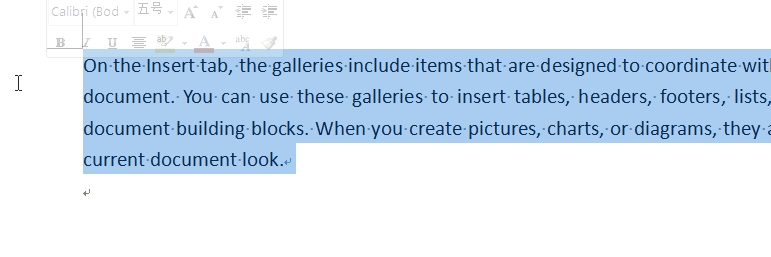 Calibri (Bod 五号 A A
B I U ab A abc A
On the Insert tab, the galleries include items that are designed to coordinate wit
document. You can use these galleries to insert tables, headers, footers, lists,
document building blocks. When you create pictures, charts, or diagrams, they a
current document look.